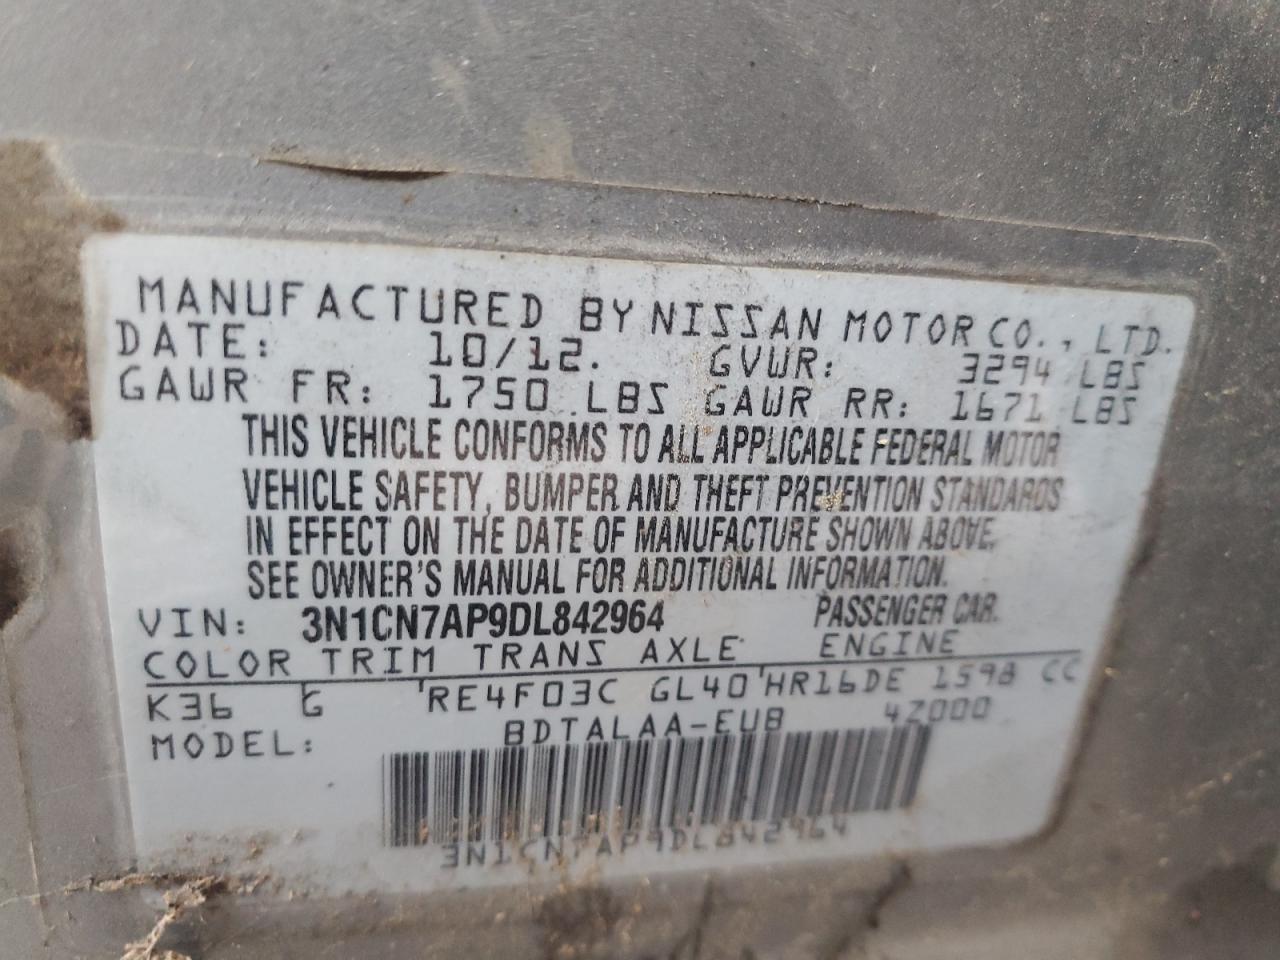 MANUFACTURED BY NISSAN MOTOR CO., LTD.
DATE: 10/12. GVWR: 3294 LBS
GAWR FR: 1750 LBS GAWR RR: 1671 LBS
THIS VEHICLE CONFORMS TO ALL APPLICABLE FEDERAL MOTOR
VEHICLE SAFETY, BUMPER AND THEFT PREVENTION STANDARDS
IN EFFECT ON THE DATE OF MANUFACTURE SHOWN ABOVE.
SEE OWNER'S MANUAL FOR ADDITIONAL INFORMATION.
VIN: 3N1CN7AP9DL842964 PASSENGER CAR.
COLOR TRIM TRANS AXLE ENGINE
K36 G RE4F03C GL40 HR16DE 1598 CC
MODEL: BDTALAA-EUB 4Z000
3N1CN7AP9DL842964